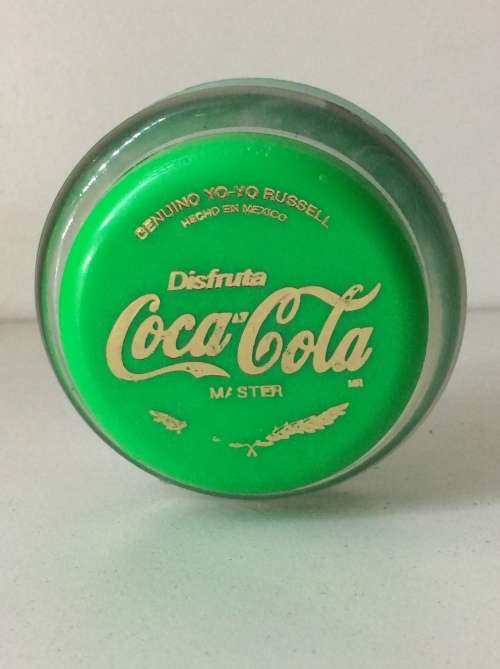 GENUINO YO-YO RUSSELL
HECHO EN MEXICO
Disfruta
Coca-Cola
MR
MASTER